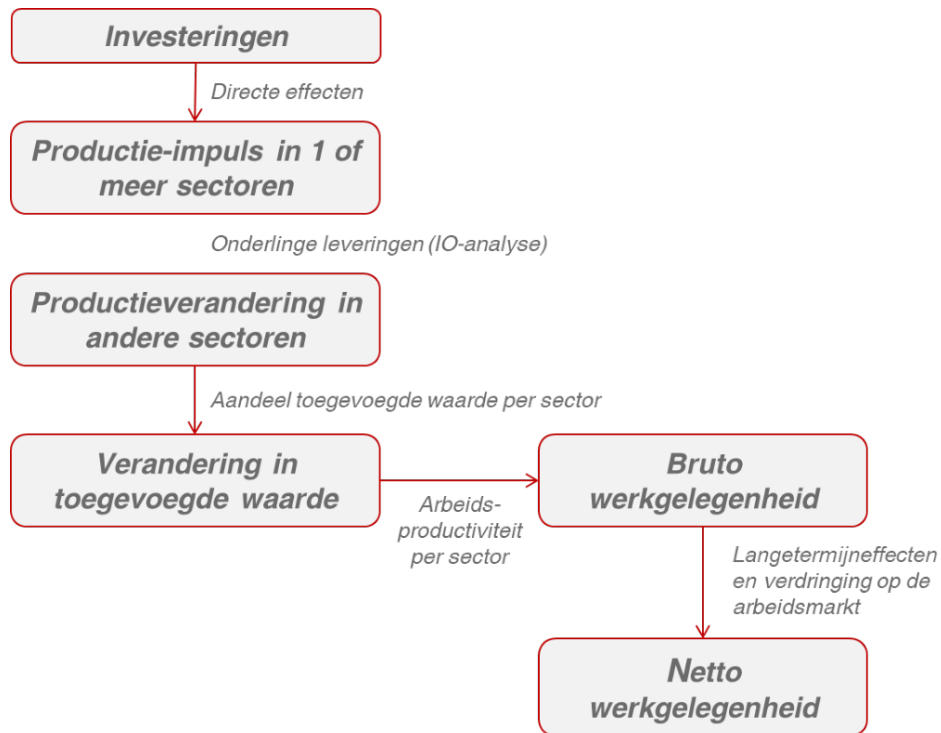 Investeringen
Directe effecten
Productie-impuls in 1 of
meer sectoren
Onderlinge leveringen (IO-analyse)
Productieverandering in
andere sectoren
Aandeel toegevoegde waarde per sector
Verandering in
toegevoegde waarde
Arbeids-
productiviteit
per sector
Bruto
werkgelegenheid
Langetermijneffecten
en verdringing op de
arbeidsmarkt
Netto
werkgelegenheid